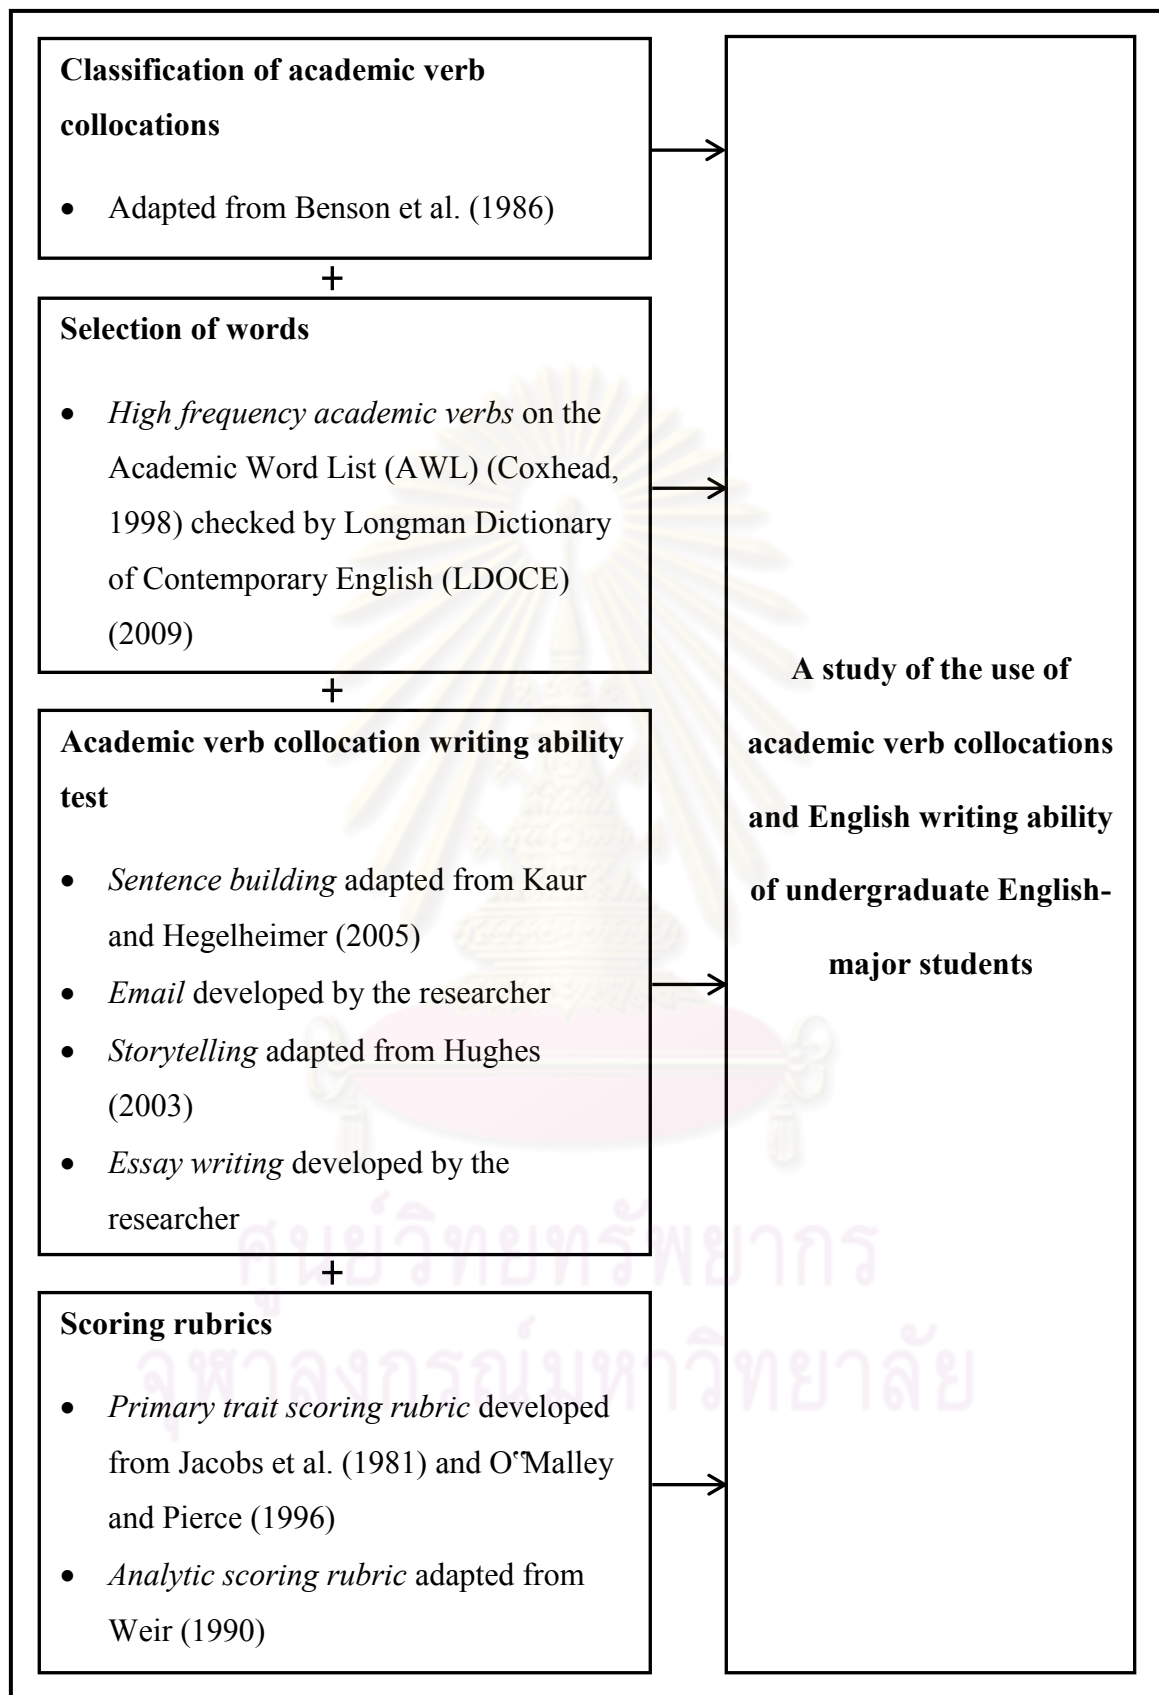 Classification of academic verb
collocations
• Adapted from Benson et al. (1986)
+
Selection of words
• High frequency academic verbs on the
Academic Word List (AWL) (Coxhead,
1998) checked by Longman Dictionary
of Contemporary English (LDOCE)
(2009)
+
Academic verb collocation writing ability
test
• Sentence building adapted from Kaur
and Hegelheimer (2005)
• Email developed by the researcher
• Storytelling adapted from Hughes
(2003)
• Essay writing developed by the
researcher
+
Scoring rubrics
• Primary trait scoring rubric developed
from Jacobs et al. (1981) and O‟Malley
and Pierce (1996)
• Analytic scoring rubric adapted from
Weir (1990)
A study of the use of
academic verb collocations
and English writing ability
of undergraduate English-
major students
ศูนย์วิทยทรัพยากร
จุฬาลงกรณ์มหาวิทยาลัย